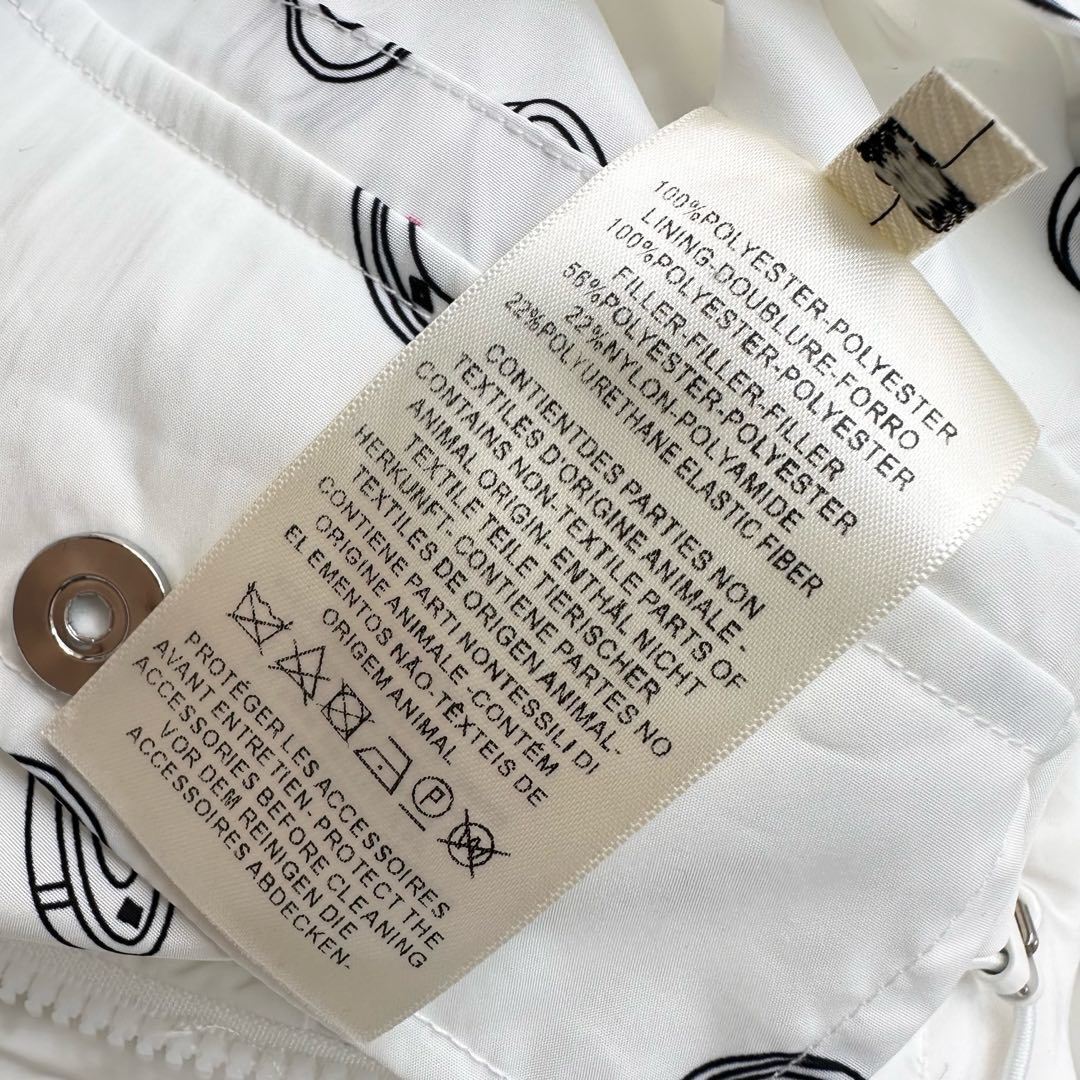 100%POLYESTER-POLYESTER
LINING-DOUBLURE-FORRO
100%POLYESTER-POLYESTER
FILLER-FILLER-FILLER
56%POLYESTER-POLYESTER
22%NYLON-POLYAMIDE
22%POLYURETHANE ELASTIC FIBER
CONTIENTDES PARTIES NON
TEXTILES D'ORIGINE ANIMALE -
CONTAINS NON-TEXTILE PARTS OF
ANIMAL ORIGIN- ENTHÄL NICHT
TEXTILE TEILE TIERISCHER
HERKUNFT- CONTIENE PARTES NO
TEXTILES DE ORIGEN ANIMAL-
CONTIENE PARTI NONTESSILI DI
ORIGINE ANIMALE -CONTÉM
ELEMENTOS NÃO-TÊXTEIS DE
ORIGEM ANIMAL
P
W
PROTÉGER LES ACCESSOIRES
AVANT ENTRETIEN- PROTECT THE
ACCESSORIES BEFORE CLEANING
VOR DEM REINIGEN DIE
ACCESSOIRES ABDECKEN-